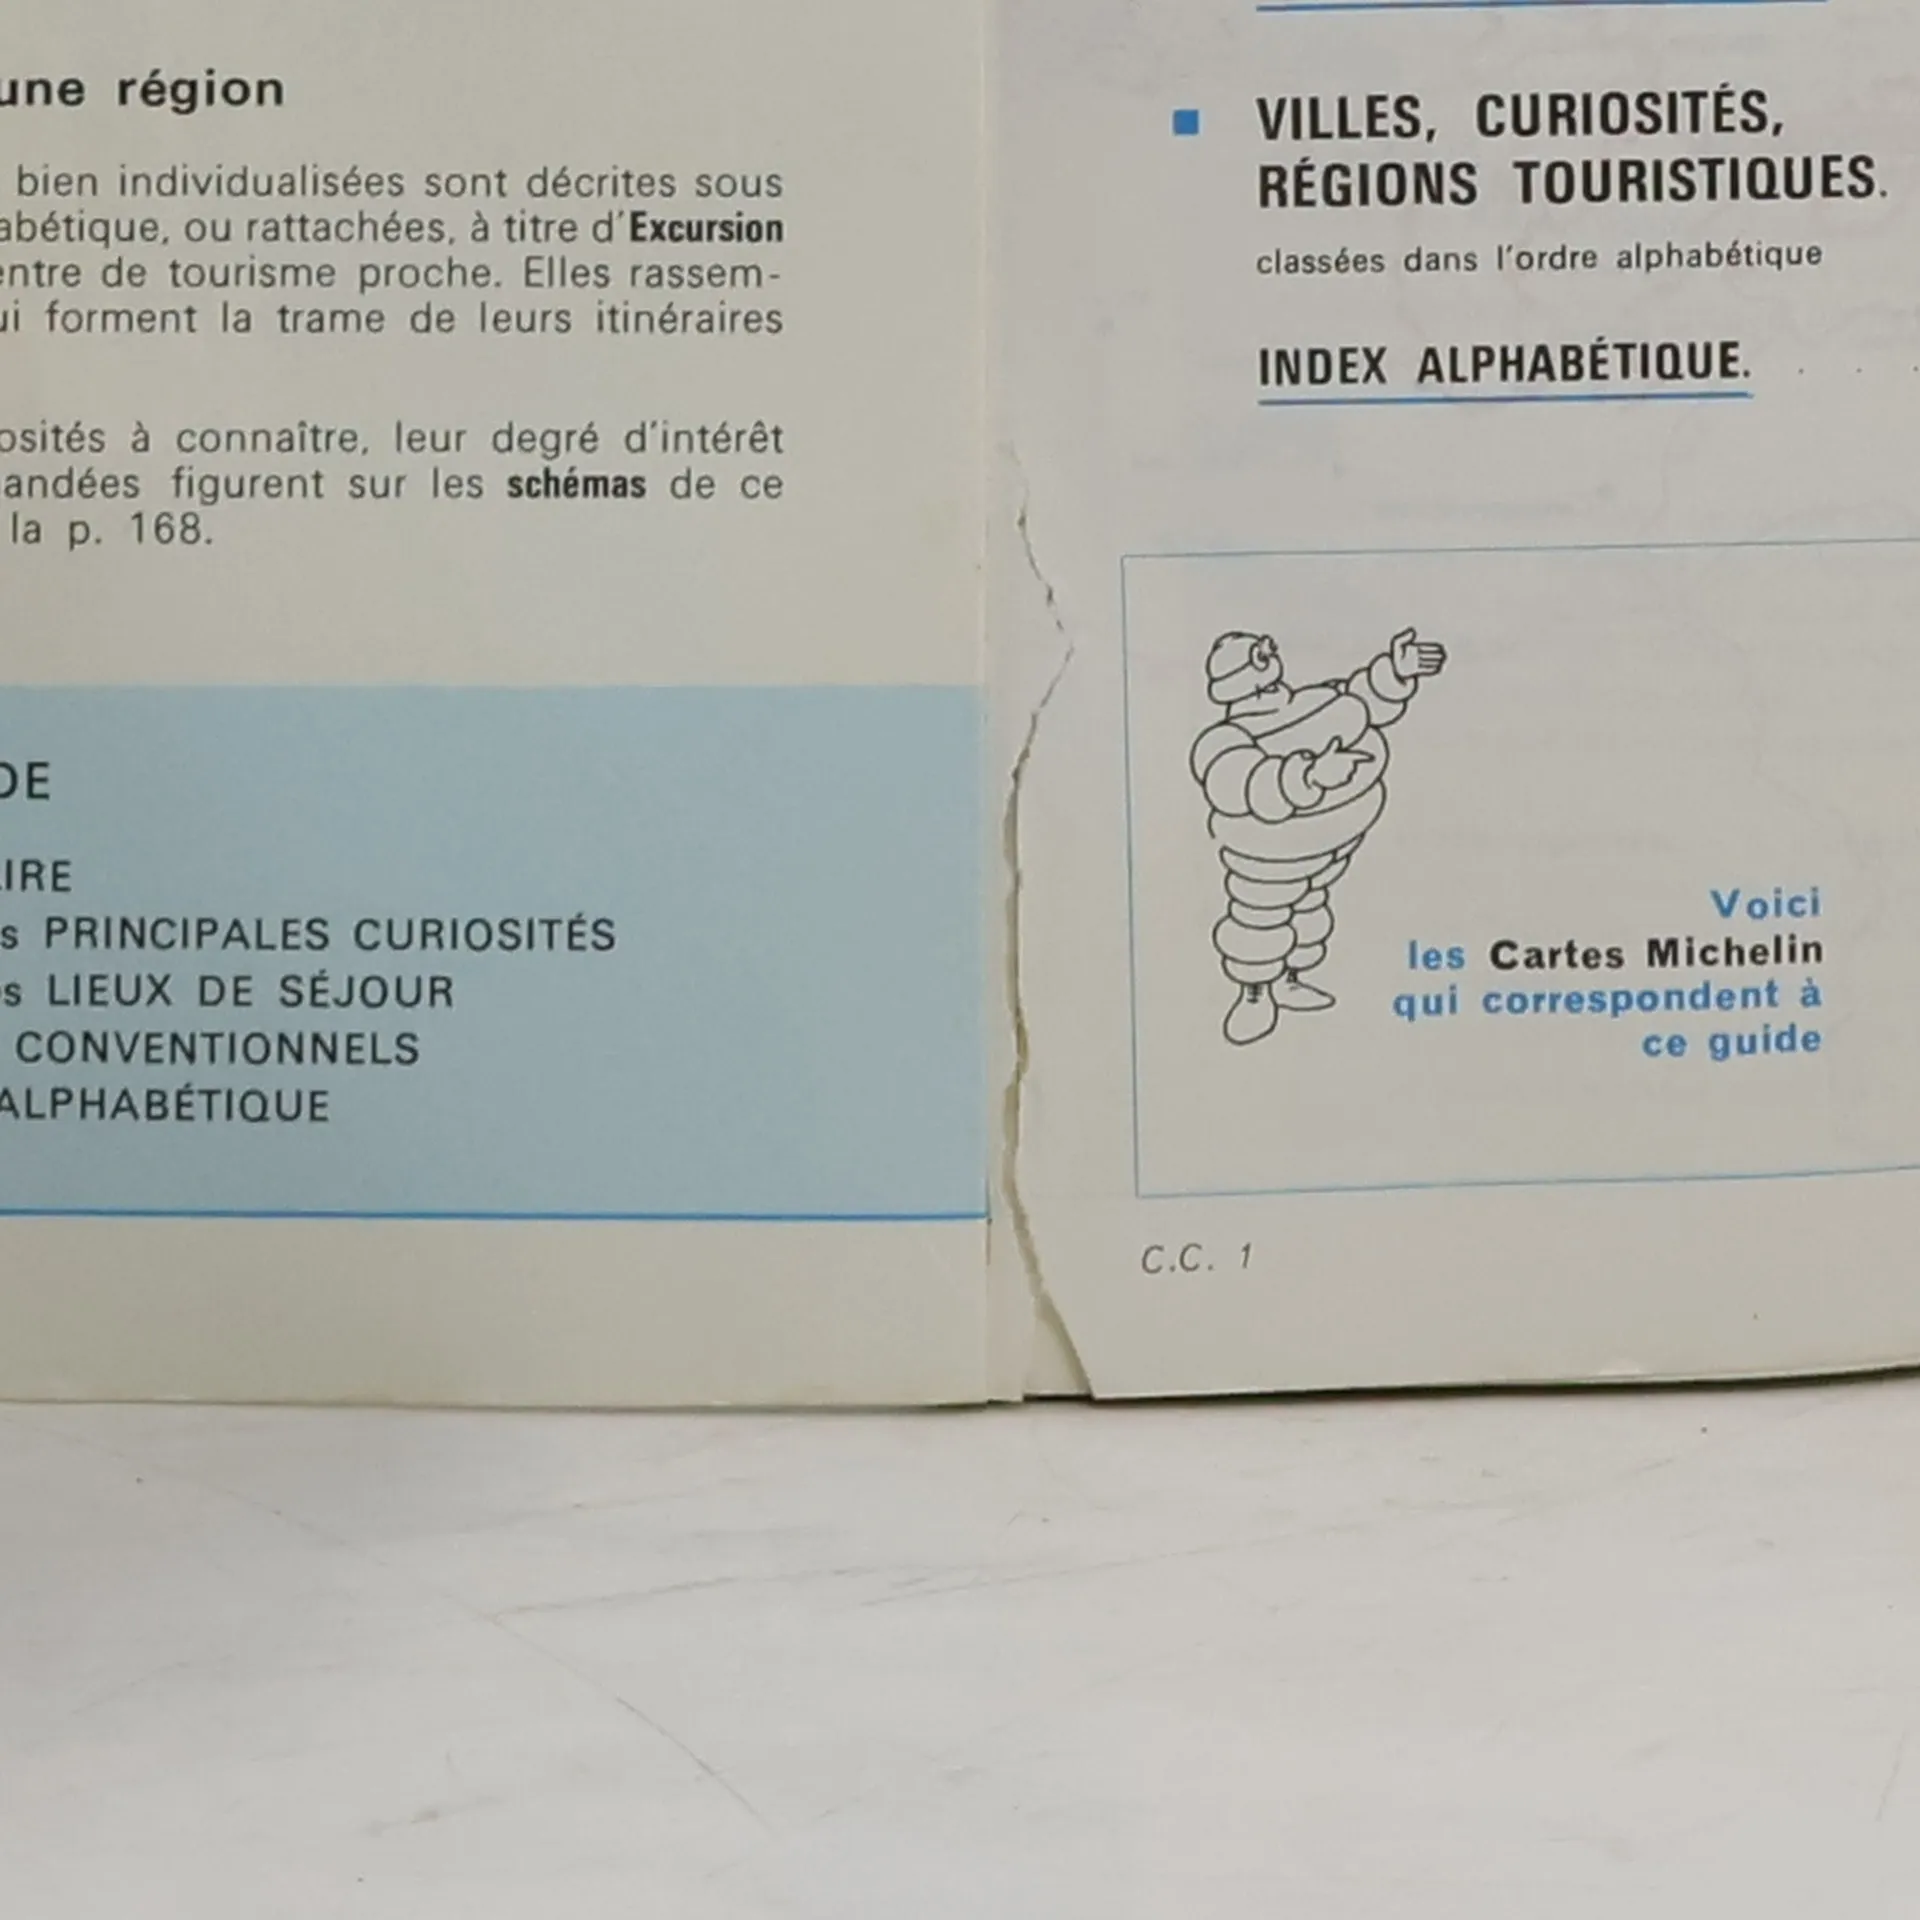 une région
bien individualisées sont décrites sous
abétique, ou rattachées, à titre d'Excursion
entre de tourisme proche. Elles rassem-
ui forment la trame de leurs itinéraires
osités à connaître, leur degré d'intérêt
andées figurent sur les schémas de ce
la p. 168.
DE
IRE
s PRINCIPALES CURIOSITÉS
s LIEUX DE SÉJOUR
CONVENTIONNELS
ALPHABÉTIQUE
VILLES, CURIOSITÉS,
RÉGIONS TOURISTIQUES.
classées dans l'ordre alphabétique
INDEX ALPHABÉTIQUE. . . .
Voici
les Cartes Michelin
qui correspondent à
ce guide
C.C. 1